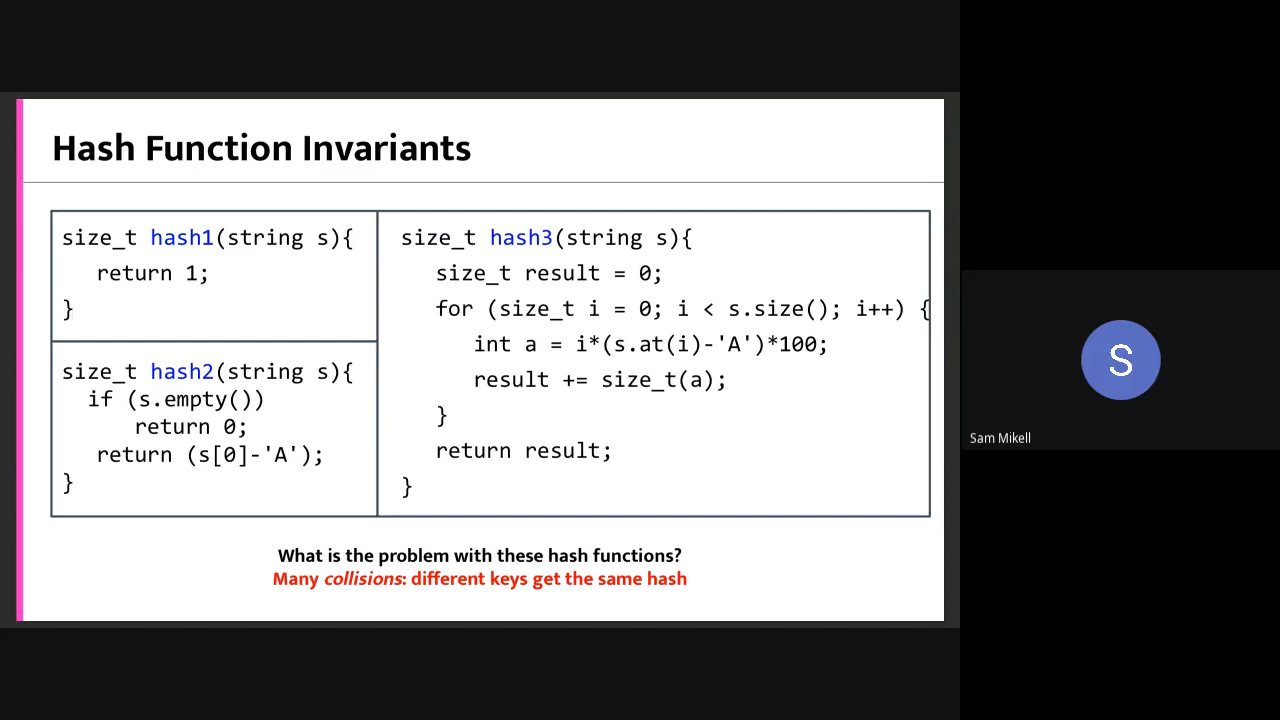 Hash Function Invariants
size_t hash1(string s){
return 1;
}
size_t hash2(string s){
if (s.empty())
return 0;
return (s[0]-'A');
}
size_t hash3(string s){
size_t result = 0;
for (size_t i = 0; i < s.size(); i++) {
int a = i*(s.at(i)-'A')*100;
result += size_t(a);
}
return result;
}
What is the problem with these hash functions?
Many collisions: different keys get the same hash
S
Sam Mikell